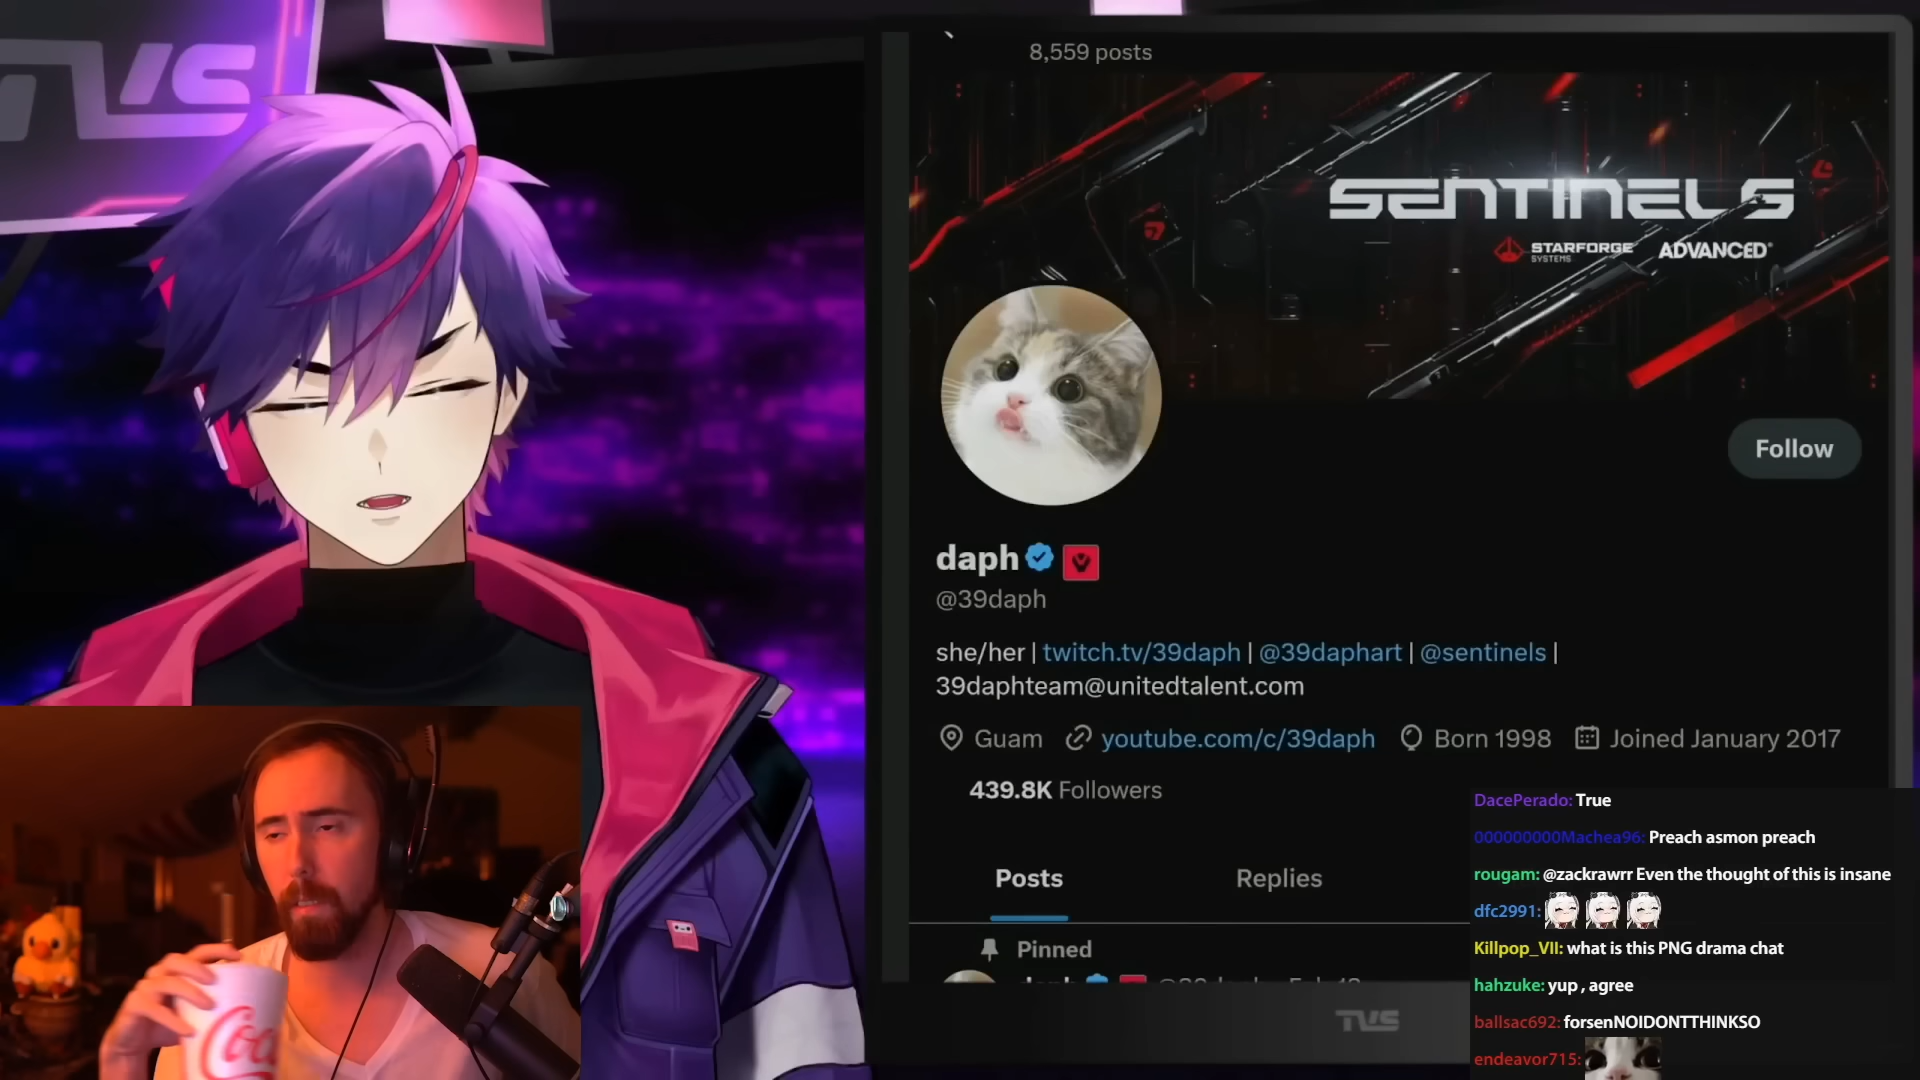 TVS
8,559 posts
SENTINELS
STARFORGE
SYSTEMS
ADVANCED
Follow
daph
@39daph
she/her | twitch.tv/39daph | @39daphart | @sentinels |
39daphteam@unitedtalent.com
Guam youtube.com/c/39daph Born 1998 Joined January 2017
439.8K Followers
Posts Replies
Pinned
TVS
DacePerado: True
000000000Machea96: Preach asmon preach
rougam: @zackrawrr Even the thought of this is insane
dfc2991:
Killpop_VII: what is this PNG drama chat
hahzuke: yup , agree
ballsac692: forsenNOIDONTTHINKSO
endeavor715: